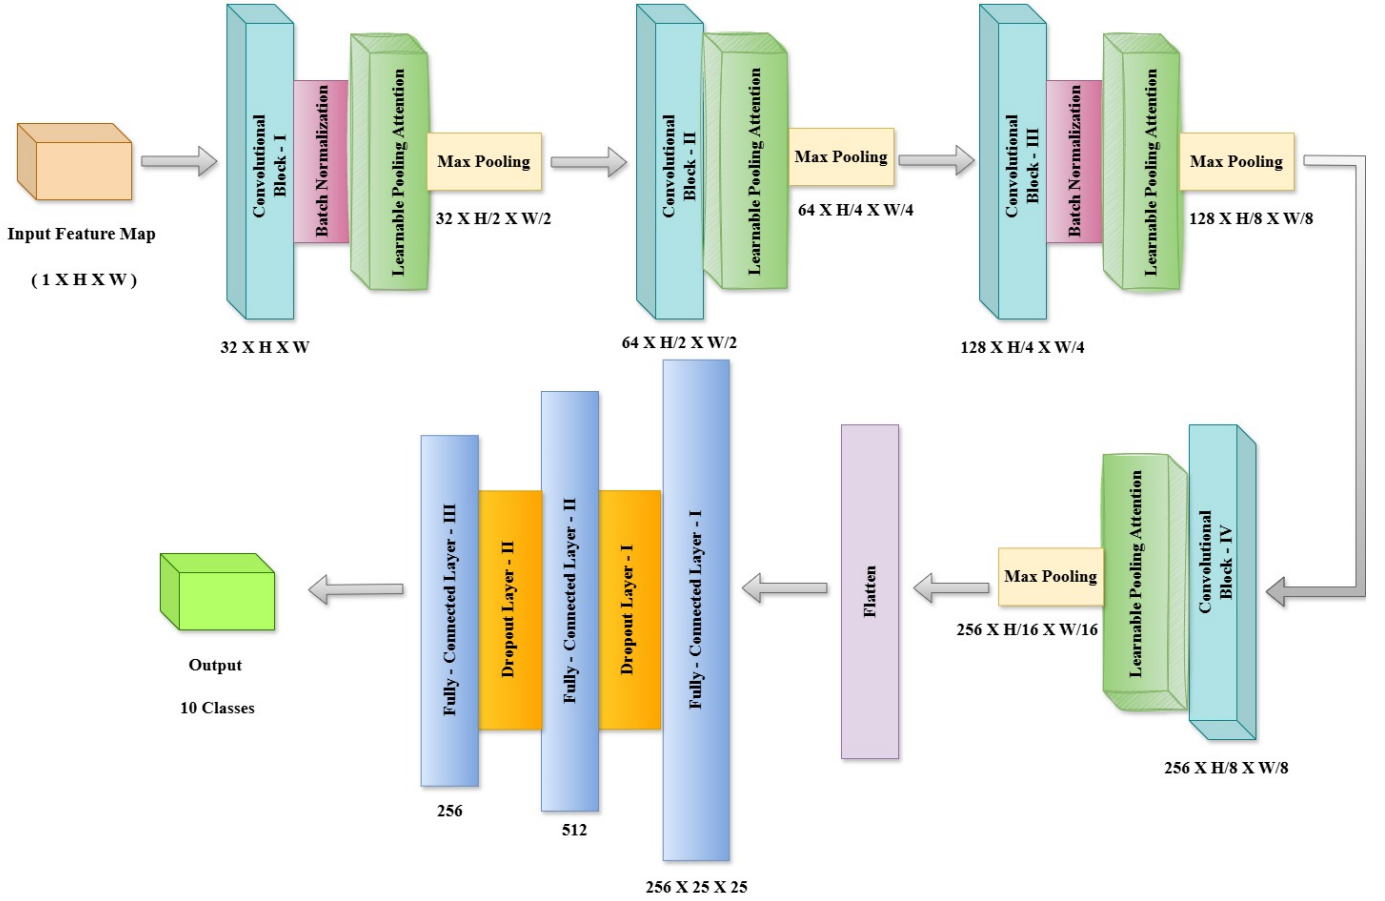 Input Feature Map
( 1 X H X W )
Convolutional
Block - I
32 X H X W
Batch Normalization
Learnable Pooling Attention
Max Pooling
32 X H/2 X W/2
Convolutional
Block - II
64 X H/2 X W/2
Learnable Pooling Attention
Max Pooling
64 X H/4 X W/4
Convolutional
Block - III
128 X H/4 X W/4
Batch Normalization
Learnable Pooling Attention
Max Pooling
128 X H/8 X W/8
Convolutional
Block - IV
256 X H/8 X W/8
Learnable Pooling Attention
Max Pooling
256 X H/16 X W/16
Flatten
Fully - Connected Layer - I
256 X 25 X 25
Dropout Layer - I
Fully - Connected Layer - II
512
Dropout Layer - II
Fully - Connected Layer - III
256
Output
10 Classes